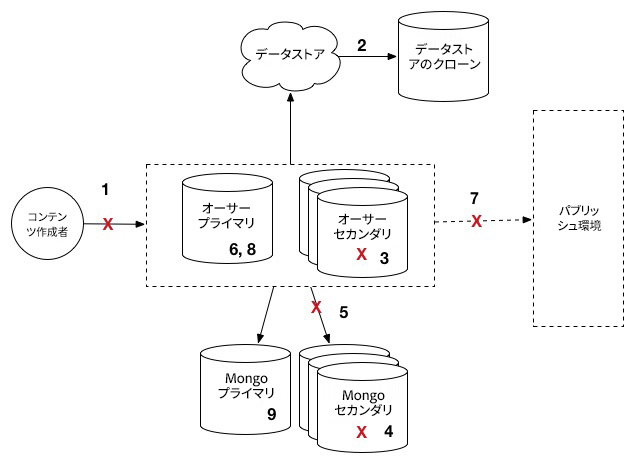 データストア
2
データスト
アのクローン
1
X
コンテン
ツ作成者
オーサー
プライマリ
6, 8
オーサー
セカンダリ
X
3
7
X
パブリッ
シュ環境
X
5
Mongo
プライマリ
9
Mongo
セカンダリ
X
4